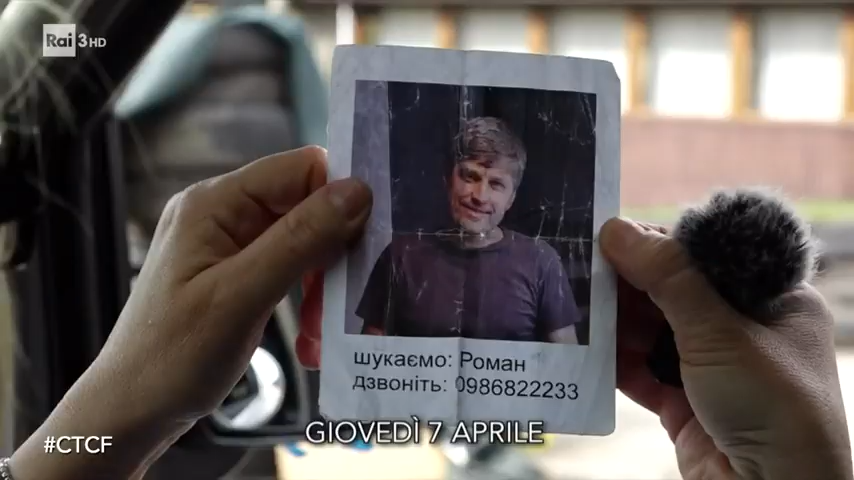 Rai 3 HD
шукаємо: Роман
дзвоніть: 0986822233
GIOVEDÌ 7 APRILE
#CTCF